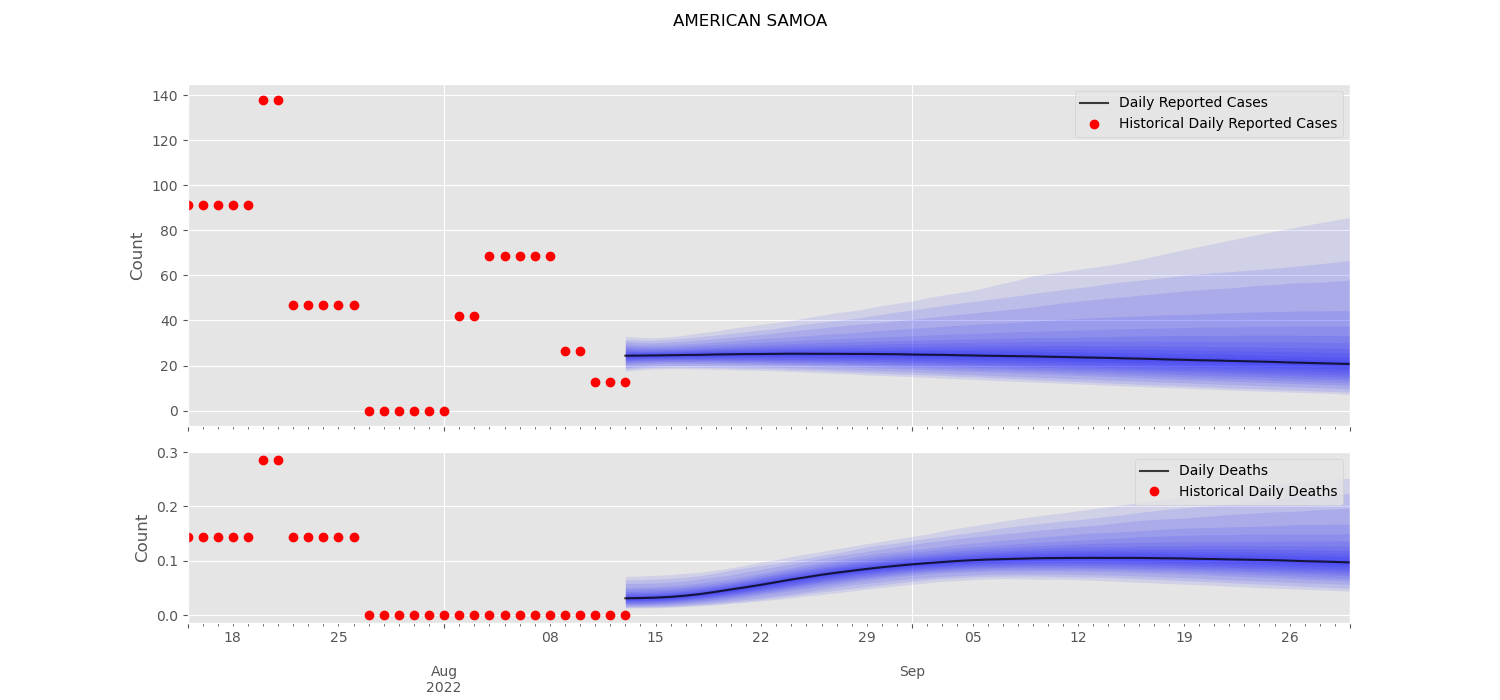 AMERICAN SAMOA
140
120
100
80
60
40
20
0
Count
Daily Reported Cases
Historical Daily Reported Cases
0.3
0.2
0.1
0.0
Count
Daily Deaths
Historical Daily Deaths
18 25 08 15 22 29 05 12 19 26
Aug Sep
2022